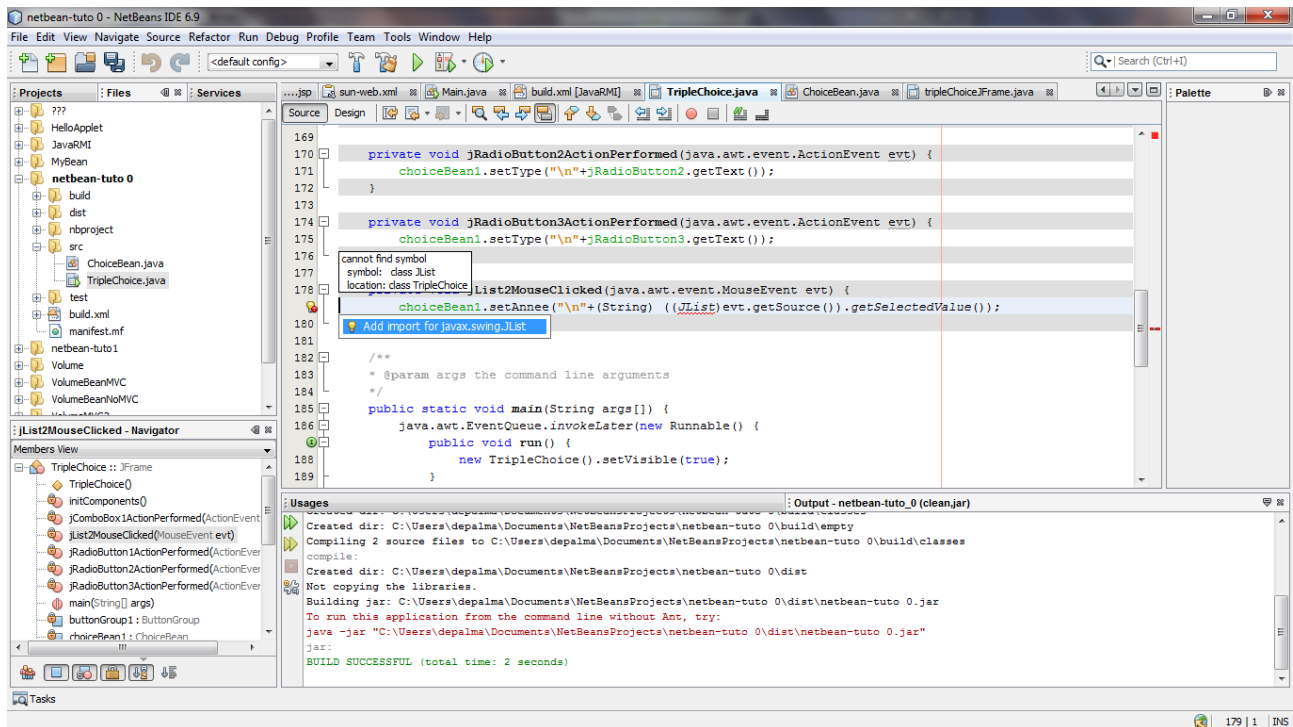 netbean-tuto 0 - NetBeans IDE 6.9
File Edit View Navigate Source Refactor Run Debug Profile Team Tools Window Help
<default config>
Search (Ctrl+I)
Projects Files Services
???
HelloApplet
JavaRMI
MyBean
netbean-tuto 0
build
dist
nbproject
src
ChoiceBean.java
TripleChoice.java
test
build.xml
manifest.mf
netbean-tuto1
Volume
VolumeBeanMVC
VolumeBeanNoMVC
jList2MouseClicked - Navigator
Members View
TripleChoice :: JFrame
TripleChoice()
initComponents()
jComboBox1ActionPerformed(ActionEvent
jList2MouseClicked(MouseEvent evt)
jRadioButton1ActionPerformed(ActionEver
jRadioButton2ActionPerformed(ActionEver
jRadioButton3ActionPerformed(ActionEver
main(String[] args)
buttonGroup1 : ButtonGroup
choiceBean1 : ChoiceBean
....jsp sun-web.xml Main.java build.xml [JavaRMI] TripleChoice.java ChoiceBean.java tripleChoiceJFrame.java
Source Design
169
170 private void jRadioButton2ActionPerformed(java.awt.event.ActionEvent evt) {
171 choiceBean1.setType("\n"+jRadioButton2.getText());
172 }
173
174 private void jRadioButton3ActionPerformed(java.awt.event.ActionEvent evt) {
175 choiceBean1.setType("\n"+jRadioButton3.getText());
176
cannot find symbol
177
symbol: class JList
location: class TripleChoice
178 jList2MouseClicked(java.awt.event.MouseEvent evt) {
choiceBean1.setAnnee("\n"+(String) ((JList)evt.getSource()).getSelectedValue());
180
Add import for javax.swing.JList
181
182 /**
183 * @param args the command line arguments
184 */
185 public static void main(String args[]) {
186 java.awt.EventQueue.invokeLater(new Runnable() {
public void run() {
188 new TripleChoice().setVisible(true);
189 }
Palette
Usages
Output - netbean-tuto_0 (clean,jar)
Created dir: C:\Users\depalma\Documents\NetBeansProjects\netbean-tuto 0\build\empty
Compiling 2 source files to C:\Users\depalma\Documents\NetBeansProjects\netbean-tuto 0\build\classes
compile:
Created dir: C:\Users\depalma\Documents\NetBeansProjects\netbean-tuto 0\dist
Not copying the libraries.
Building jar: C:\Users\depalma\Documents\NetBeansProjects\netbean-tuto 0\dist\netbean-tuto 0.jar
To run this application from the command line without Ant, try:
java -jar "C:\Users\depalma\Documents\NetBeansProjects\netbean-tuto 0\dist\netbean-tuto 0.jar"
jar:
BUILD SUCCESSFUL (total time: 2 seconds)
Tasks
179 | 1 INS